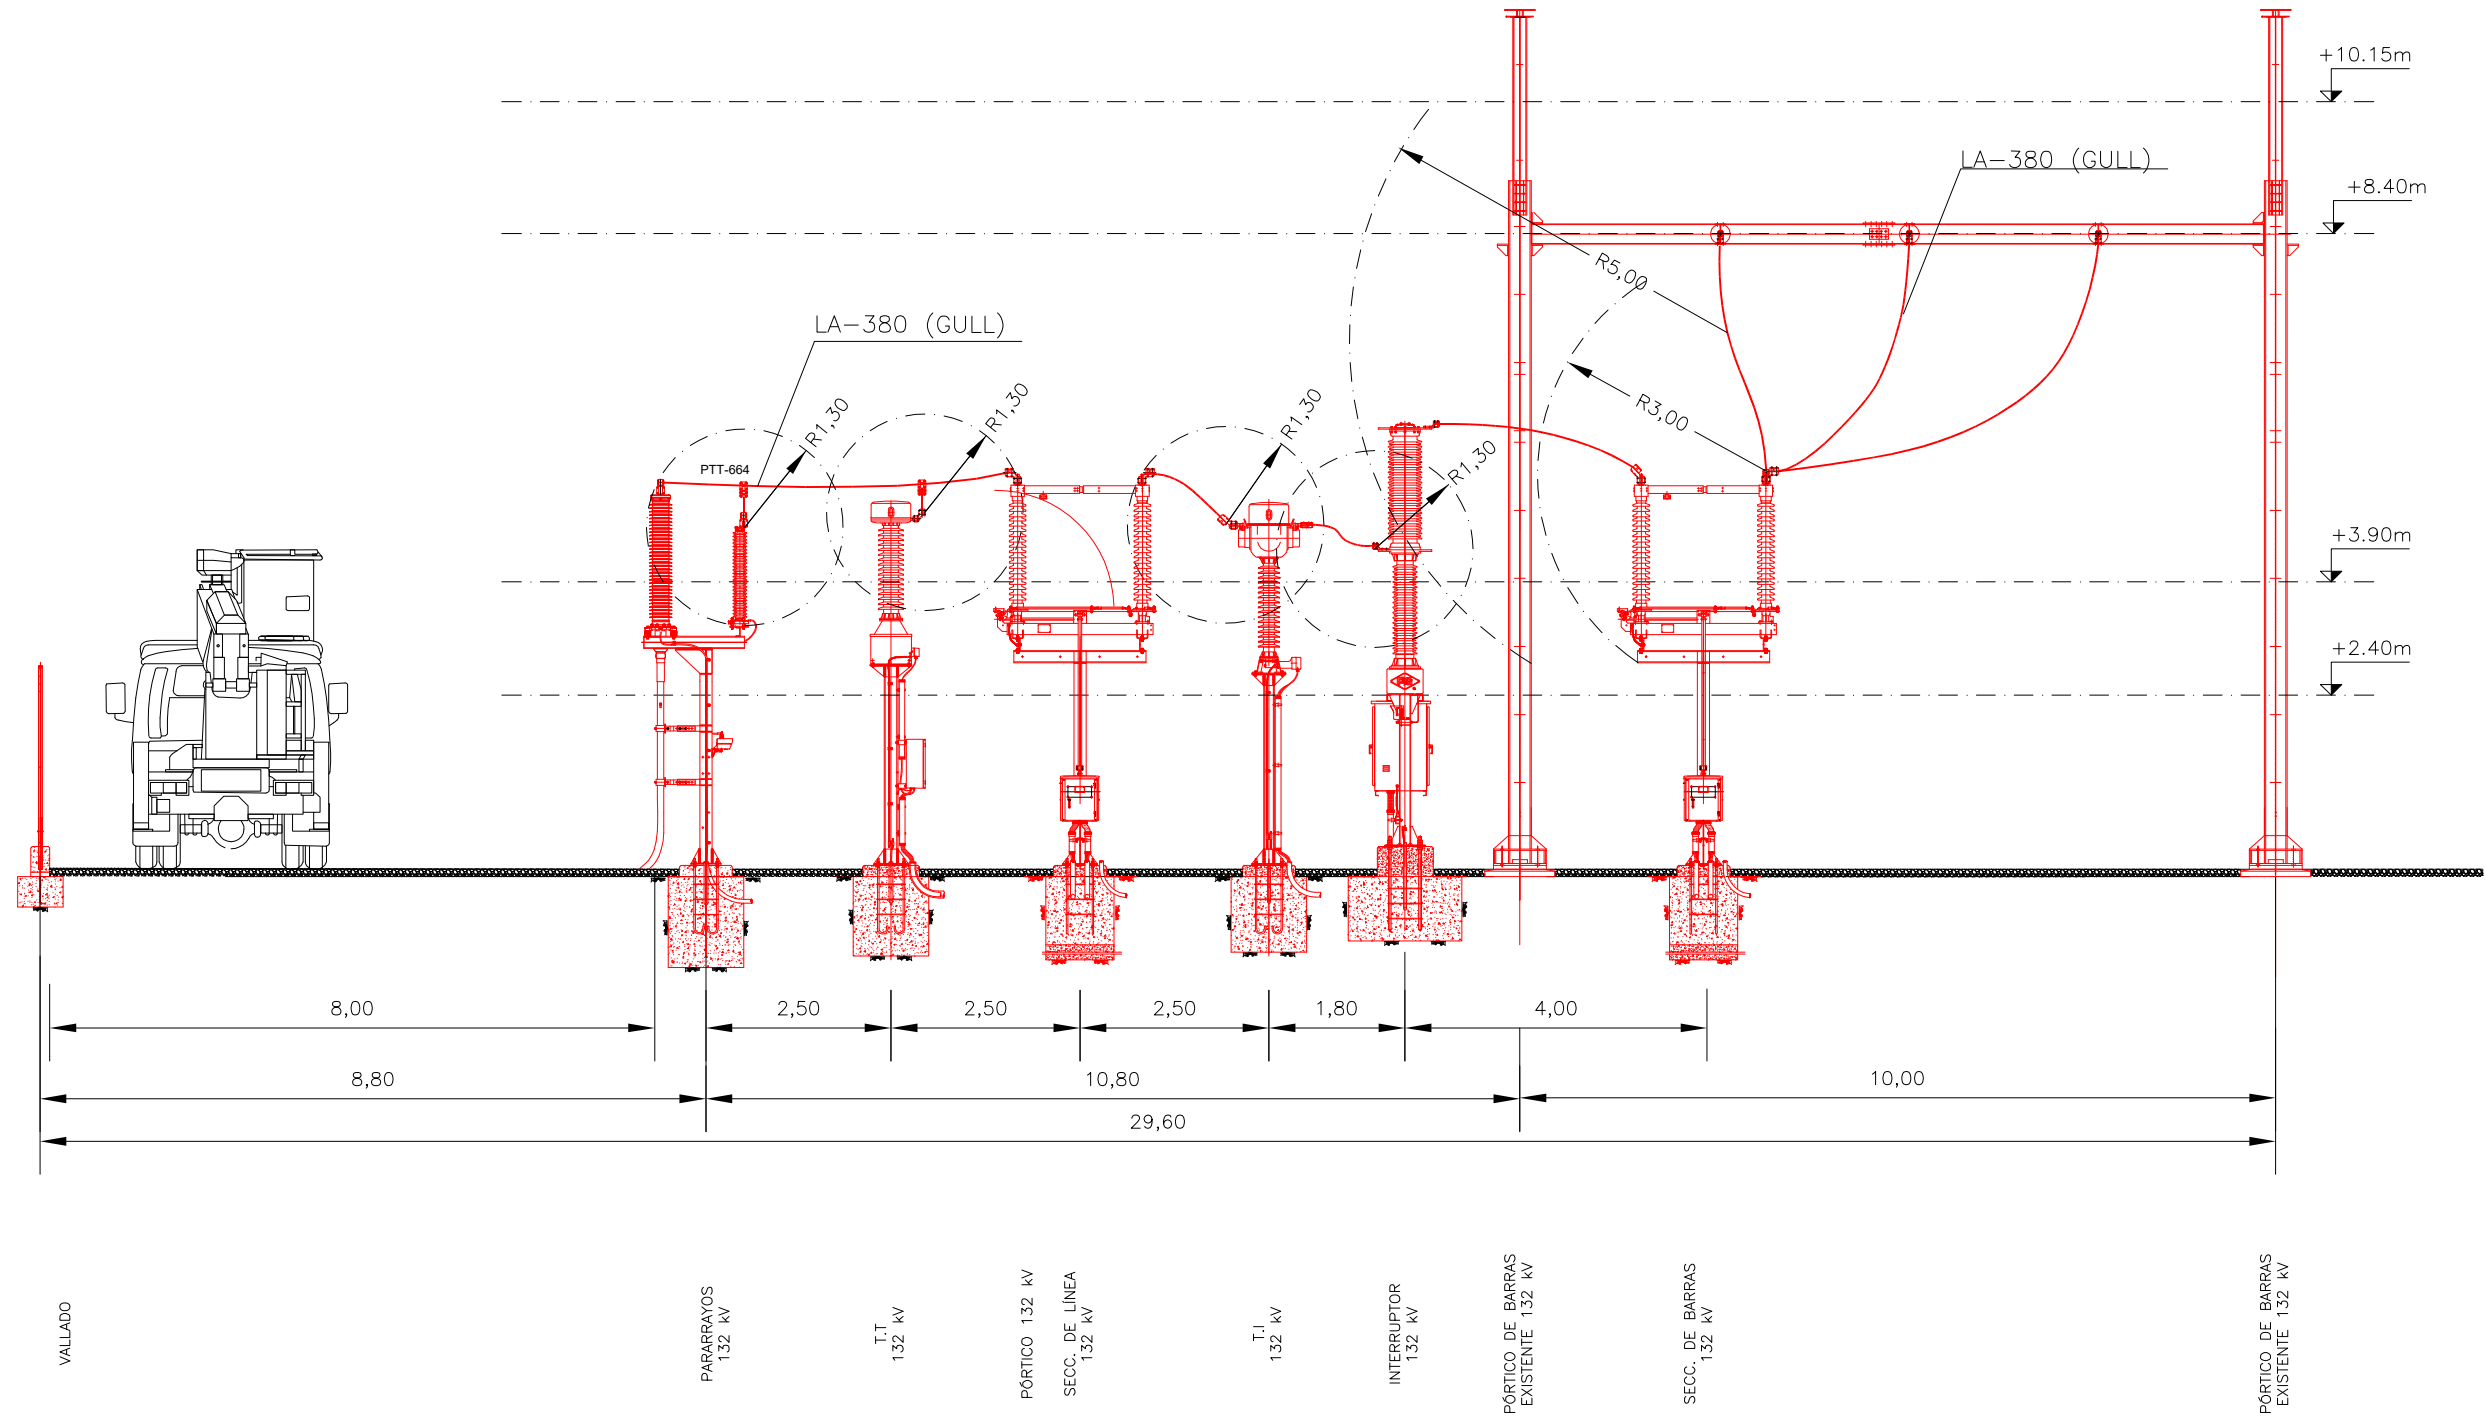 +10.15m
LA-380 (GULL)
+8.40m
R5,00
LA-380 (GULL)
R1,30
R1,30
R1,30
R3,00
R1,30
PTT-664
+3.90m
+2.40m
8,00
2,50
2,50
2,50
1,80
4,00
8,80
10,80
10,00
29,60
VALLADO
PARARRAYOS
132 kV
T.T
132 kV
PÓRTICO 132 kV
SECC. DE LÍNEA
132 kV
T.I
132 kV
INTERRUPTOR
132 kV
PÓRTICO DE BARRAS
EXISTENTE 132 kV
SECC. DE BARRAS
132 kV
PÓRTICO DE BARRAS
EXISTENTE 132 kV